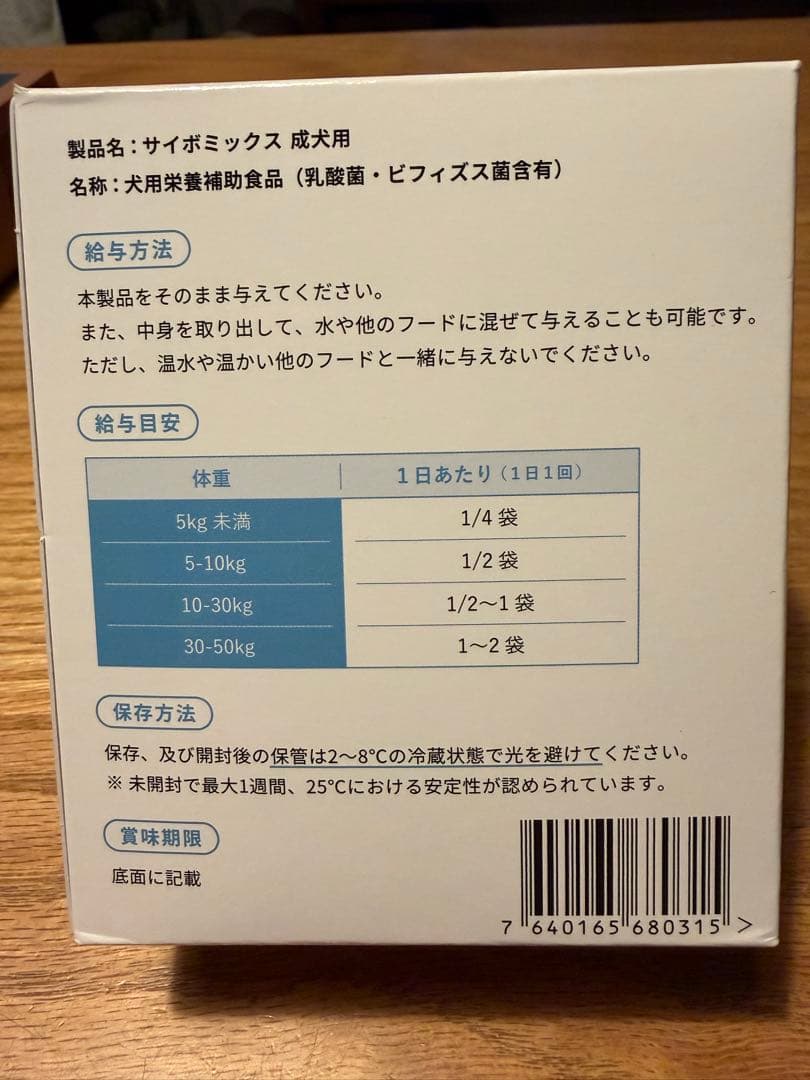 製品名：サイボミックス 成犬用
名称：犬用栄養補助食品（乳酸菌・ビフィズス菌含有）
給与方法
本製品をそのまま与えてください。
また、中身を取り出して、水や他のフードに混ぜて与えることも可能です。
ただし、温水や温かい他のフードと一緒に与えないでください。
給与目安
体重 1日あたり（1日1回）
5kg 未満 1/4 袋
5-10kg 1/2 袋
10-30kg 1/2～1 袋
30-50kg 1～2 袋
保存方法
保存、及び開封後の保管は2～8℃の冷蔵状態で光を避けてください。
※ 未開封で最大1週間、25℃における安定性が認められています。
賞味期限
底面に記載
7 640165 680315 >